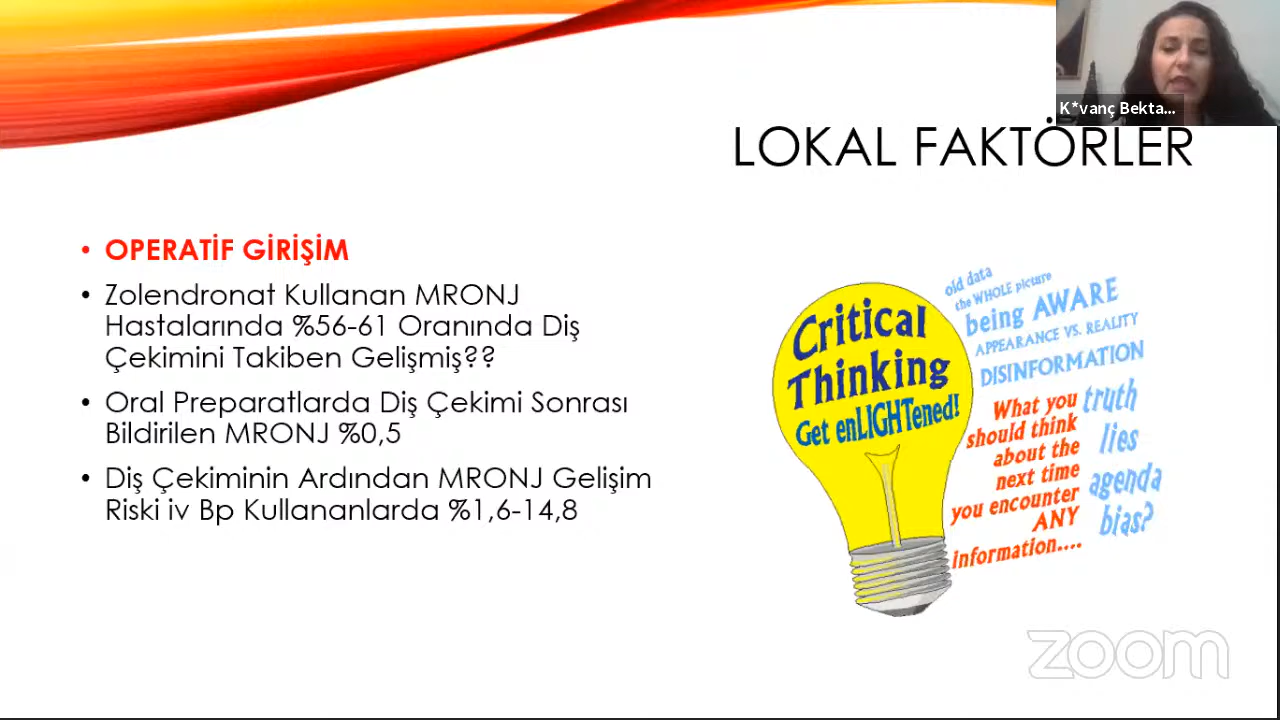 K*vanç Bekta...
LOKAL FAKTÖRLER
• OPERATİF GİRİŞİM
• Zolendronat Kullanan MRONJ
Hastalarında %56-61 Oranında Diş
Çekimini Takiben Gelişmiş??
• Oral Preparatlarda Diş Çekimi Sonrası
Bildirilen MRONJ %0,5
• Diş Çekiminin Ardından MRONJ Gelişim
Riski iv Bp Kullananlarda %1,6-14,8
Critical
Thinking
Get enLIGHTened!
old data
the WHOLE picture
being AWARE
APPEARANCE VS. REALITY
DISINFORMATION
What you
should think
about the
next time
you encounter
ANY
information....
truth
lies
agenda
bias?
zoom